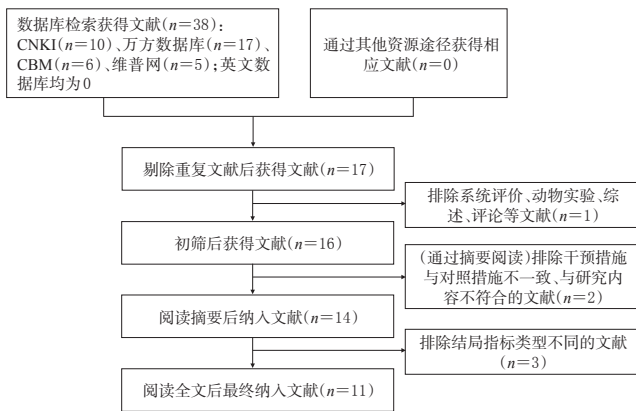 数据库检索获得文献(n=38)：
CNKI(n=10)、万方数据库(n=17)、
CBM(n=6)、维普网(n=5)；英文数
据库均为0
通过其他资源途径获得相
应文献(n=0)
剔除重复文献后获得文献(n=17)
排除系统评价、动物实验、综
述、评论等文献(n=1)
初筛后获得文献(n=16)
(通过摘要阅读)排除干预措施
与对照措施不一致、与研究内
容不符合的文献(n=2)
阅读摘要后纳入文献(n=14)
排除结局指标类型不同的文献
(n=3)
阅读全文后最终纳入文献(n=11)